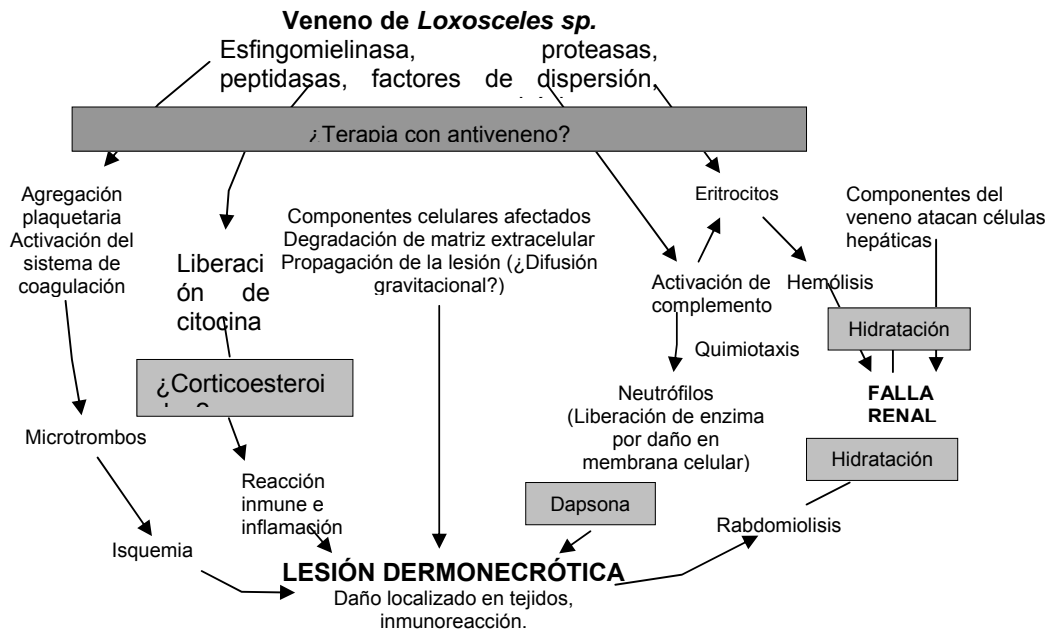 Veneno de Loxosceles sp.
Esfingomielinasa, proteasas,
peptidasas, factores de dispersión,
¿Terapia con antiveneno?
Agregación
plaquetaria
Activación del
sistema de
coagulación
Liberaci
ón de
citocina
Componentes celulares afectados
Degradación de matriz extracelular
Propagación de la lesión (¿Difusión
gravitacional?)
Eritrocitos
Componentes del
veneno atacan células
hepáticas
Activación de
complemento
Hemólisis
Hidratación
Quimiotaxis
¿Corticoesteroi
FALLA
RENAL
Neutrófilos
(Liberación de enzima
por daño en
membrana celular)
Microtrombos
Hidratación
Reacción
inmune e
inflamación
Dapsona
Rabdomiolisis
Isquemia
LESIÓN DERMONECRÓTICA
Daño localizado en tejidos,
inmunoreacción.